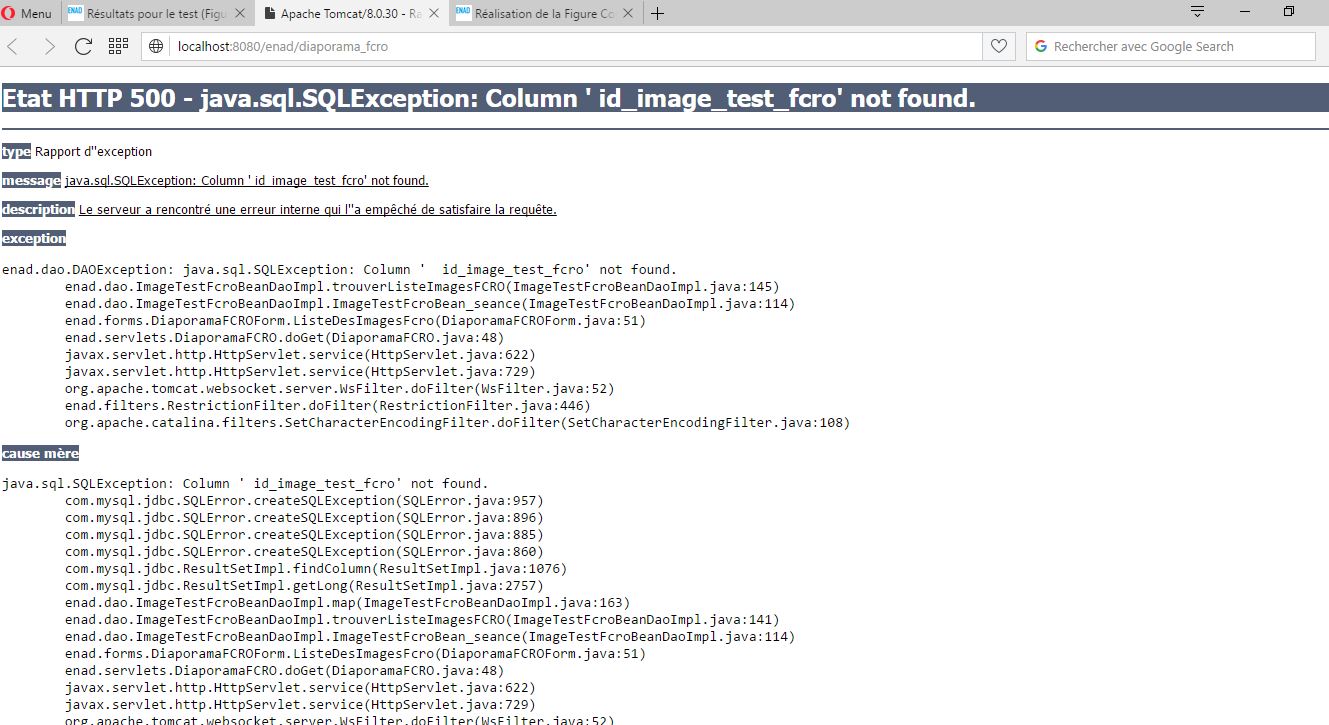 Menu
ENAD Résultats pour le test (Figu
Apache Tomcat/8.0.30 - Ra
ENAD Réalisation de la Figure Co
localhost:8080/enad/diaporama_fcro
Rechercher avec Google Search
Etat HTTP 500 - java.sql.SQLException: Column ' id_image_test_fcro' not found.
type Rapport d''exception
message java.sql.SQLException: Column ' id_image_test_fcro' not found.
description Le serveur a rencontré une erreur interne qui l''a empêché de satisfaire la requête.
exception
enad.dao.DAOException: java.sql.SQLException: Column '  id_image_test_fcro' not found.
enad.dao.ImageTestFcroBeanDaoImpl.trouverListeImagesFCRO(ImageTestFcroBeanDaoImpl.java:145)
enad.dao.ImageTestFcroBeanDaoImpl.ImageTestFcroBean_seance(ImageTestFcroBeanDaoImpl.java:114)
enad.forms.DiaporamaFCROForm.ListeDesImagesFcro(DiaporamaFCROForm.java:51)
enad.servlets.DiaporamaFCRO.doGet(DiaporamaFCRO.java:48)
javax.servlet.http.HttpServlet.service(HttpServlet.java:622)
javax.servlet.http.HttpServlet.service(HttpServlet.java:729)
org.apache.tomcat.websocket.server.WsFilter.doFilter(WsFilter.java:52)
enad.filters.RestrictionFilter.doFilter(RestrictionFilter.java:446)
org.apache.catalina.filters.SetCharacterEncodingFilter.doFilter(SetCharacterEncodingFilter.java:108)
cause mère
java.sql.SQLException: Column ' id_image_test_fcro' not found.
com.mysql.jdbc.SQLError.createSQLException(SQLError.java:957)
com.mysql.jdbc.SQLError.createSQLException(SQLError.java:896)
com.mysql.jdbc.SQLError.createSQLException(SQLError.java:885)
com.mysql.jdbc.SQLError.createSQLException(SQLError.java:860)
com.mysql.jdbc.ResultSetImpl.findColumn(ResultSetImpl.java:1076)
com.mysql.jdbc.ResultSetImpl.getLong(ResultSetImpl.java:2757)
enad.dao.ImageTestFcroBeanDaoImpl.map(ImageTestFcroBeanDaoImpl.java:163)
enad.dao.ImageTestFcroBeanDaoImpl.trouverListeImagesFCRO(ImageTestFcroBeanDaoImpl.java:141)
enad.dao.ImageTestFcroBeanDaoImpl.ImageTestFcroBean_seance(ImageTestFcroBeanDaoImpl.java:114)
enad.forms.DiaporamaFCROForm.ListeDesImagesFcro(DiaporamaFCROForm.java:51)
enad.servlets.DiaporamaFCRO.doGet(DiaporamaFCRO.java:48)
javax.servlet.http.HttpServlet.service(HttpServlet.java:622)
javax.servlet.http.HttpServlet.service(HttpServlet.java:729)
org.apache.tomcat.websocket.server.WsFilter.doFilter(WsFilter.java:52)